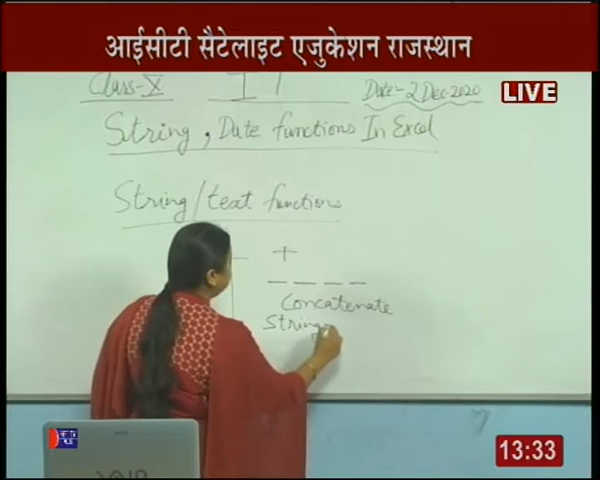 आईसीटी सैटेलाइट एजुकेशन राजस्थान
Class-X IT Date-2 Dec-2020
LIVE
String, Date functions In Excel
String/text functions
+
Concatenate
String
13:33